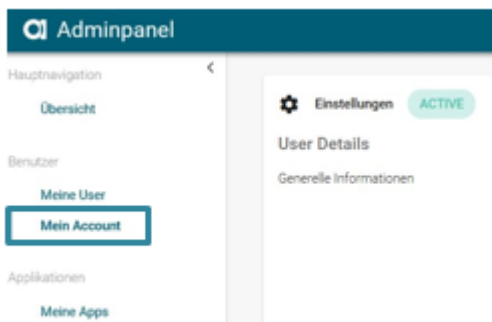 Adminpanel
Hauptnavigation
Übersicht
Benutzer
Meine User
Mein Account
Applikationen
Meine Apps
Einstellungen ACTIVE
User Details
Generelle Informationen